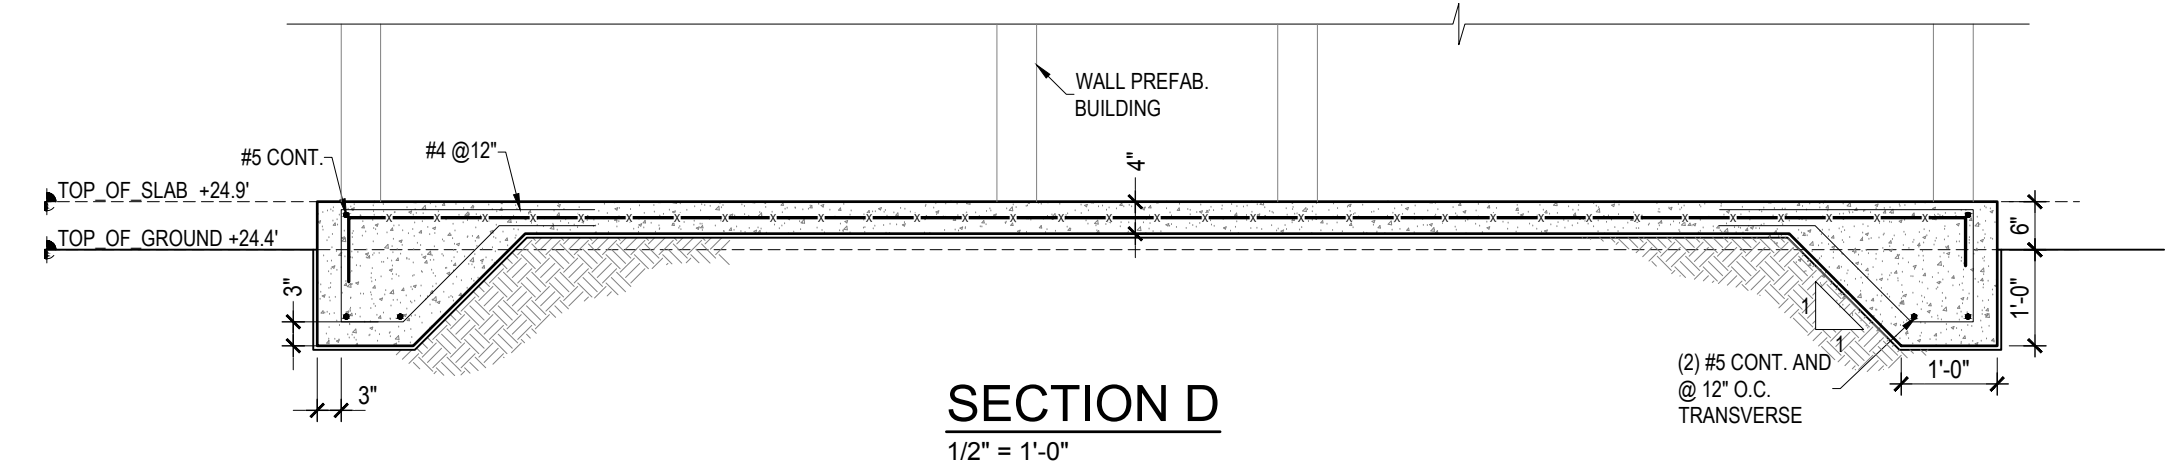 WALL PREFAB.
BUILDING
#5 CONT.
#4 @12"
4"
TOP_OF_SLAB +24.9'
TOP_OF_GROUND +24.4'
6"
3"
1'-0"
1
1
3"
(2) #5 CONT. AND
@ 12" O.C.
TRANSVERSE
1'-0"
SECTION D
1/2" = 1'-0"